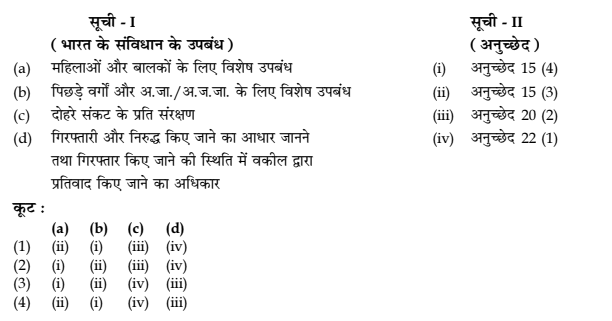 सूची - I सूची - II
( भारत के संविधान के उपबंध ) ( अनुच्छेद )
(a) महिलाओं और बालकों के लिए विशेष उपबंध (i) अनुच्छेद 15 (4)
(b) पिछड़े वर्गों और अ.जा./अ.ज.जा. के लिए विशेष उपबंध (ii) अनुच्छेद 15 (3)
(c) दोहरे संकट के प्रति संरक्षण (iii) अनुच्छेद 20 (2)
(d) गिरफ्तारी और निरुद्ध किए जाने का आधार जानने (iv) अनुच्छेद 22 (1)
तथा गिरफ्तार किए जाने की स्थिति में वकील द्वारा
प्रतिवाद किए जाने का अधिकार
कूट :
(a) (b) (c) (d)
(1) (ii) (i) (iii) (iv)
(2) (i) (ii) (iii) (iv)
(3) (i) (ii) (iv) (iii)
(4) (ii) (i) (iv) (iii)